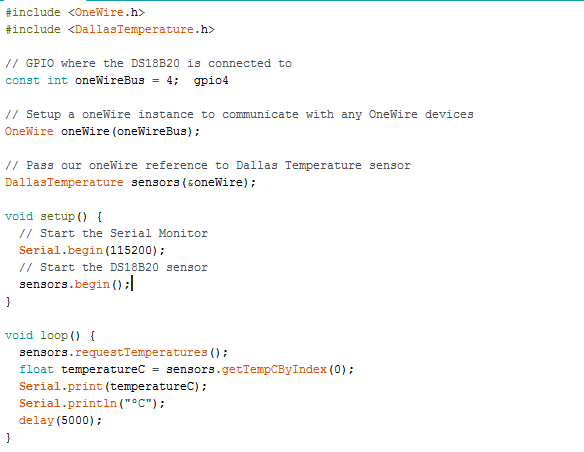 #include <OneWire.h>
#include <DallasTemperature.h>
// GPIO where the DS18B20 is connected to
const int oneWireBus = 4;  gpio4
// Setup a oneWire instance to communicate with any OneWire devices
OneWire oneWire(oneWireBus);
// Pass our oneWire reference to Dallas Temperature sensor
DallasTemperature sensors(&oneWire);
void setup() {
  // Start the Serial Monitor
  Serial.begin(115200);
  // Start the DS18B20 sensor
  sensors.begin();
}
void loop() {
  sensors.requestTemperatures();
  float temperatureC = sensors.getTempCByIndex(0);
  Serial.print(temperatureC);
  Serial.println("°C");
  delay(5000);
}